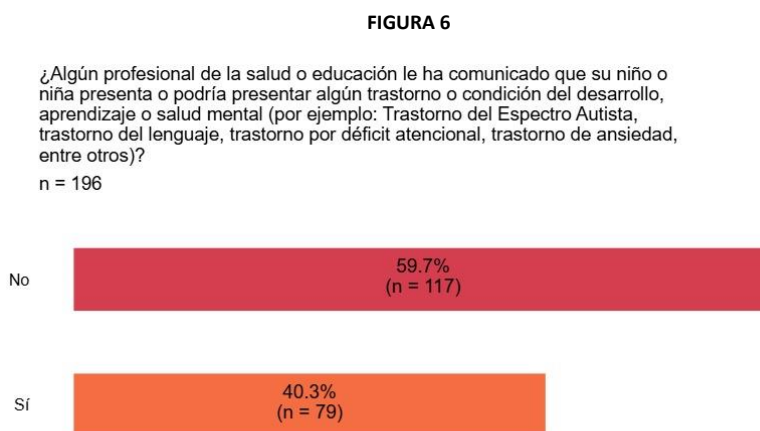 FIGURA 6
¿Algún profesional de la salud o educación le ha comunicado que su niño o
niña presenta o podría presentar algún trastorno o condición del desarrollo,
aprendizaje o salud mental (por ejemplo: Trastorno del Espectro Autista,
trastorno del lenguaje, trastorno por déficit atencional, trastorno de ansiedad,
entre otros)?
n = 196
59.7%
No
(n = 117)
40.3%
Sí
(n = 79)